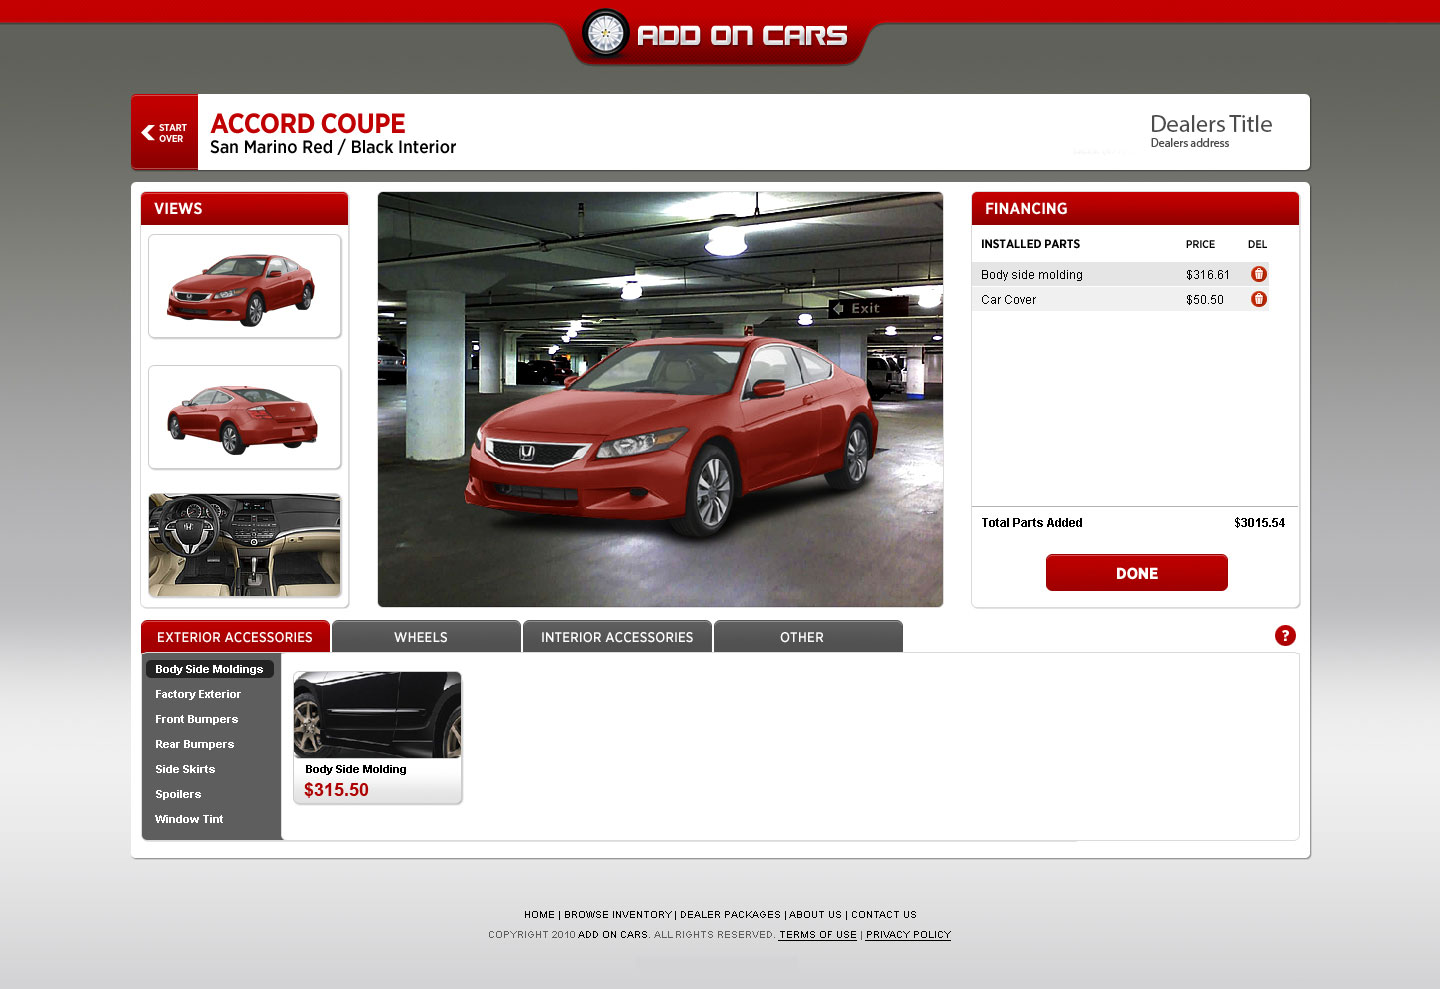 ADD ON CARS
START OVER
ACCORD COUPE
San Marino Red / Black Interior
Dealers Title
Dealers address
VIEWS
Exit
FINANCING
INSTALLED PARTS PRICE DEL
Body side molding $316.61
Car Cover $50.50
Total Parts Added $3015.54
DONE
EXTERIOR ACCESSORIES WHEELS INTERIOR ACCESSORIES OTHER ?
Body Side Moldings
Factory Exterior
Front Bumpers
Rear Bumpers
Side Skirts
Spoilers
Window Tint
Body Side Molding
$315.50
HOME | BROWSE INVENTORY | DEALER PACKAGES | ABOUT US | CONTACT US
COPYRIGHT 2010 ADD ON CARS. ALL RIGHTS RESERVED. TERMS OF USE | PRIVACY POLICY